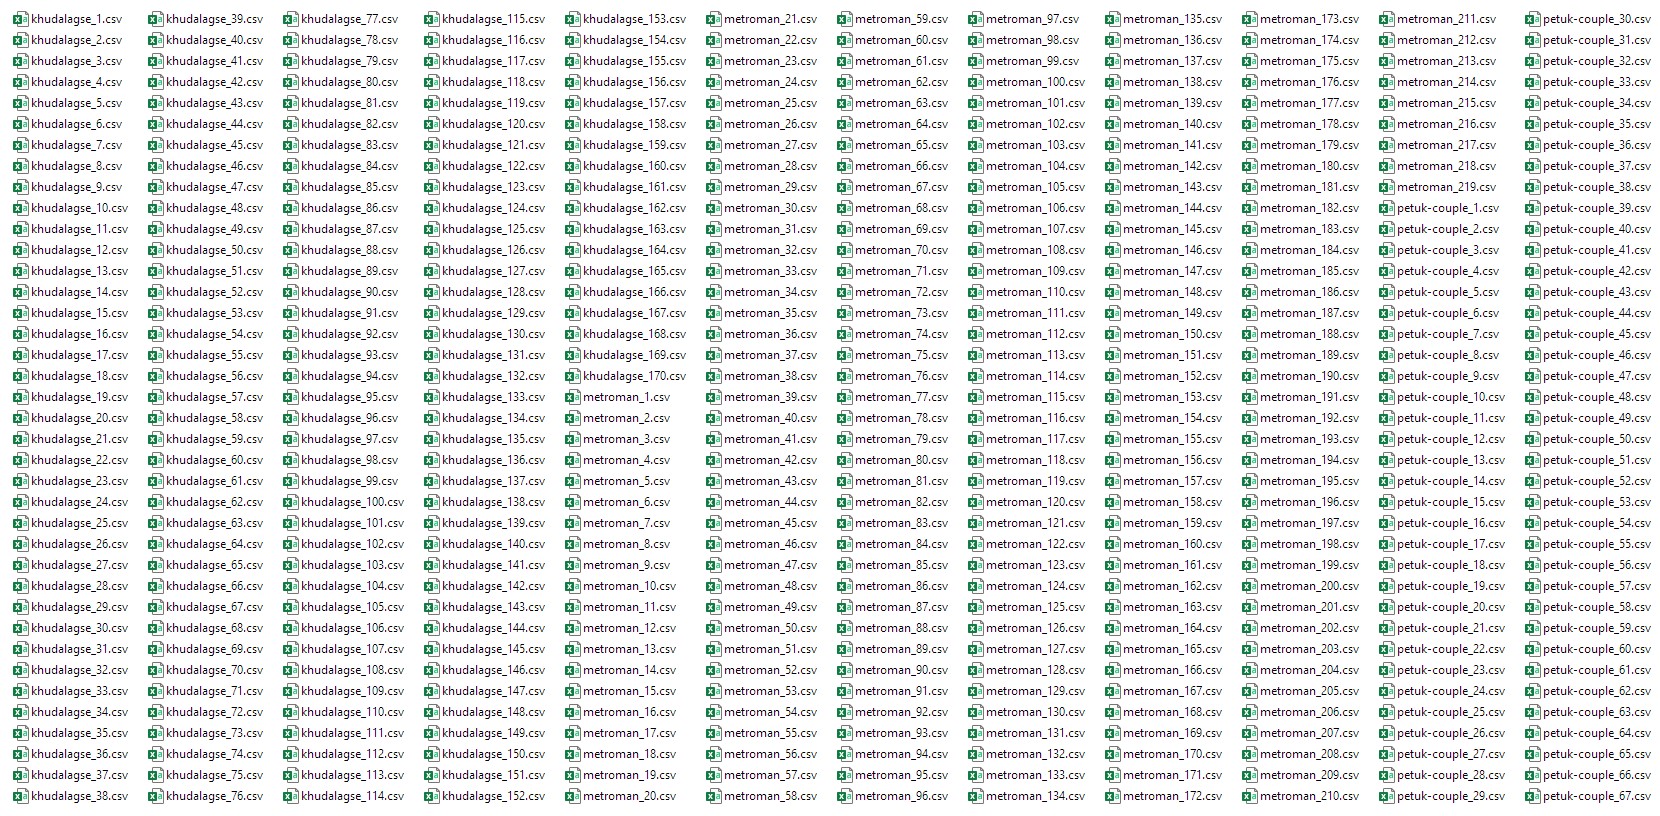 khudalagse_1.csv
khudalagse_2.csv
khudalagse_3.csv
khudalagse_4.csv
khudalagse_5.csv
khudalagse_6.csv
khudalagse_7.csv
khudalagse_8.csv
khudalagse_9.csv
khudalagse_10.csv
khudalagse_11.csv
khudalagse_12.csv
khudalagse_13.csv
khudalagse_14.csv
khudalagse_15.csv
khudalagse_16.csv
khudalagse_17.csv
khudalagse_18.csv
khudalagse_19.csv
khudalagse_20.csv
khudalagse_21.csv
khudalagse_22.csv
khudalagse_23.csv
khudalagse_24.csv
khudalagse_25.csv
khudalagse_26.csv
khudalagse_27.csv
khudalagse_28.csv
khudalagse_29.csv
khudalagse_30.csv
khudalagse_31.csv
khudalagse_32.csv
khudalagse_33.csv
khudalagse_34.csv
khudalagse_35.csv
khudalagse_36.csv
khudalagse_37.csv
khudalagse_38.csv
khudalagse_39.csv
khudalagse_40.csv
khudalagse_41.csv
khudalagse_42.csv
khudalagse_43.csv
khudalagse_44.csv
khudalagse_45.csv
khudalagse_46.csv
khudalagse_47.csv
khudalagse_48.csv
khudalagse_49.csv
khudalagse_50.csv
khudalagse_51.csv
khudalagse_52.csv
khudalagse_53.csv
khudalagse_54.csv
khudalagse_55.csv
khudalagse_56.csv
khudalagse_57.csv
khudalagse_58.csv
khudalagse_59.csv
khudalagse_60.csv
khudalagse_61.csv
khudalagse_62.csv
khudalagse_63.csv
khudalagse_64.csv
khudalagse_65.csv
khudalagse_66.csv
khudalagse_67.csv
khudalagse_68.csv
khudalagse_69.csv
khudalagse_70.csv
khudalagse_71.csv
khudalagse_72.csv
khudalagse_73.csv
khudalagse_74.csv
khudalagse_75.csv
khudalagse_76.csv
khudalagse_77.csv
khudalagse_78.csv
khudalagse_79.csv
khudalagse_80.csv
khudalagse_81.csv
khudalagse_82.csv
khudalagse_83.csv
khudalagse_84.csv
khudalagse_85.csv
khudalagse_86.csv
khudalagse_87.csv
khudalagse_88.csv
khudalagse_89.csv
khudalagse_90.csv
khudalagse_91.csv
khudalagse_92.csv
khudalagse_93.csv
khudalagse_94.csv
khudalagse_95.csv
khudalagse_96.csv
khudalagse_97.csv
khudalagse_98.csv
khudalagse_99.csv
khudalagse_100.csv
khudalagse_101.csv
khudalagse_102.csv
khudalagse_103.csv
khudalagse_104.csv
khudalagse_105.csv
khudalagse_106.csv
khudalagse_107.csv
khudalagse_108.csv
khudalagse_109.csv
khudalagse_110.csv
khudalagse_111.csv
khudalagse_112.csv
khudalagse_113.csv
khudalagse_114.csv
khudalagse_115.csv
khudalagse_116.csv
khudalagse_117.csv
khudalagse_118.csv
khudalagse_119.csv
khudalagse_120.csv
khudalagse_121.csv
khudalagse_122.csv
khudalagse_123.csv
khudalagse_124.csv
khudalagse_125.csv
khudalagse_126.csv
khudalagse_127.csv
khudalagse_128.csv
khudalagse_129.csv
khudalagse_130.csv
khudalagse_131.csv
khudalagse_132.csv
khudalagse_133.csv
khudalagse_134.csv
khudalagse_135.csv
khudalagse_136.csv
khudalagse_137.csv
khudalagse_138.csv
khudalagse_139.csv
khudalagse_140.csv
khudalagse_141.csv
khudalagse_142.csv
khudalagse_143.csv
khudalagse_144.csv
khudalagse_145.csv
khudalagse_146.csv
khudalagse_147.csv
khudalagse_148.csv
khudalagse_149.csv
khudalagse_150.csv
khudalagse_151.csv
khudalagse_152.csv
khudalagse_153.csv
khudalagse_154.csv
khudalagse_155.csv
khudalagse_156.csv
khudalagse_157.csv
khudalagse_158.csv
khudalagse_159.csv
khudalagse_160.csv
khudalagse_161.csv
khudalagse_162.csv
khudalagse_163.csv
khudalagse_164.csv
khudalagse_165.csv
khudalagse_166.csv
khudalagse_167.csv
khudalagse_168.csv
khudalagse_169.csv
khudalagse_170.csv
metroman_1.csv
metroman_2.csv
metroman_3.csv
metroman_4.csv
metroman_5.csv
metroman_6.csv
metroman_7.csv
metroman_8.csv
metroman_9.csv
metroman_10.csv
metroman_11.csv
metroman_12.csv
metroman_13.csv
metroman_14.csv
metroman_15.csv
metroman_16.csv
metroman_17.csv
metroman_18.csv
metroman_19.csv
metroman_20.csv
metroman_21.csv
metroman_22.csv
metroman_23.csv
metroman_24.csv
metroman_25.csv
metroman_26.csv
metroman_27.csv
metroman_28.csv
metroman_29.csv
metroman_30.csv
metroman_31.csv
metroman_32.csv
metroman_33.csv
metroman_34.csv
metroman_35.csv
metroman_36.csv
metroman_37.csv
metroman_38.csv
metroman_39.csv
metroman_40.csv
metroman_41.csv
metroman_42.csv
metroman_43.csv
metroman_44.csv
metroman_45.csv
metroman_46.csv
metroman_47.csv
metroman_48.csv
metroman_49.csv
metroman_50.csv
metroman_51.csv
metroman_52.csv
metroman_53.csv
metroman_54.csv
metroman_55.csv
metroman_56.csv
metroman_57.csv
metroman_58.csv
metroman_59.csv
metroman_60.csv
metroman_61.csv
metroman_62.csv
metroman_63.csv
metroman_64.csv
metroman_65.csv
metroman_66.csv
metroman_67.csv
metroman_68.csv
metroman_69.csv
metroman_70.csv
metroman_71.csv
metroman_72.csv
metroman_73.csv
metroman_74.csv
metroman_75.csv
metroman_76.csv
metroman_77.csv
metroman_78.csv
metroman_79.csv
metroman_80.csv
metroman_81.csv
metroman_82.csv
metroman_83.csv
metroman_84.csv
metroman_85.csv
metroman_86.csv
metroman_87.csv
metroman_88.csv
metroman_89.csv
metroman_90.csv
metroman_91.csv
metroman_92.csv
metroman_93.csv
metroman_94.csv
metroman_95.csv
metroman_96.csv
metroman_97.csv
metroman_98.csv
metroman_99.csv
metroman_100.csv
metroman_101.csv
metroman_102.csv
metroman_103.csv
metroman_104.csv
metroman_105.csv
metroman_106.csv
metroman_107.csv
metroman_108.csv
metroman_109.csv
metroman_110.csv
metroman_111.csv
metroman_112.csv
metroman_113.csv
metroman_114.csv
metroman_115.csv
metroman_116.csv
metroman_117.csv
metroman_118.csv
metroman_119.csv
metroman_120.csv
metroman_121.csv
metroman_122.csv
metroman_123.csv
metroman_124.csv
metroman_125.csv
metroman_126.csv
metroman_127.csv
metroman_128.csv
metroman_129.csv
metroman_130.csv
metroman_131.csv
metroman_132.csv
metroman_133.csv
metroman_134.csv
metroman_135.csv
metroman_136.csv
metroman_137.csv
metroman_138.csv
metroman_139.csv
metroman_140.csv
metroman_141.csv
metroman_142.csv
metroman_143.csv
metroman_144.csv
metroman_145.csv
metroman_146.csv
metroman_147.csv
metroman_148.csv
metroman_149.csv
metroman_150.csv
metroman_151.csv
metroman_152.csv
metroman_153.csv
metroman_154.csv
metroman_155.csv
metroman_156.csv
metroman_157.csv
metroman_158.csv
metroman_159.csv
metroman_160.csv
metroman_161.csv
metroman_162.csv
metroman_163.csv
metroman_164.csv
metroman_165.csv
metroman_166.csv
metroman_167.csv
metroman_168.csv
metroman_169.csv
metroman_170.csv
metroman_171.csv
metroman_172.csv
metroman_173.csv
metroman_174.csv
metroman_175.csv
metroman_176.csv
metroman_177.csv
metroman_178.csv
metroman_179.csv
metroman_180.csv
metroman_181.csv
metroman_182.csv
metroman_183.csv
metroman_184.csv
metroman_185.csv
metroman_186.csv
metroman_187.csv
metroman_188.csv
metroman_189.csv
metroman_190.csv
metroman_191.csv
metroman_192.csv
metroman_193.csv
metroman_194.csv
metroman_195.csv
metroman_196.csv
metroman_197.csv
metroman_198.csv
metroman_199.csv
metroman_200.csv
metroman_201.csv
metroman_202.csv
metroman_203.csv
metroman_204.csv
metroman_205.csv
metroman_206.csv
metroman_207.csv
metroman_208.csv
metroman_209.csv
metroman_210.csv
metroman_211.csv
metroman_212.csv
metroman_213.csv
metroman_214.csv
metroman_215.csv
metroman_216.csv
metroman_217.csv
metroman_218.csv
metroman_219.csv
petuk-couple_1.csv
petuk-couple_2.csv
petuk-couple_3.csv
petuk-couple_4.csv
petuk-couple_5.csv
petuk-couple_6.csv
petuk-couple_7.csv
petuk-couple_8.csv
petuk-couple_9.csv
petuk-couple_10.csv
petuk-couple_11.csv
petuk-couple_12.csv
petuk-couple_13.csv
petuk-couple_14.csv
petuk-couple_15.csv
petuk-couple_16.csv
petuk-couple_17.csv
petuk-couple_18.csv
petuk-couple_19.csv
petuk-couple_20.csv
petuk-couple_21.csv
petuk-couple_22.csv
petuk-couple_23.csv
petuk-couple_24.csv
petuk-couple_25.csv
petuk-couple_26.csv
petuk-couple_27.csv
petuk-couple_28.csv
petuk-couple_29.csv
petuk-couple_30.csv
petuk-couple_31.csv
petuk-couple_32.csv
petuk-couple_33.csv
petuk-couple_34.csv
petuk-couple_35.csv
petuk-couple_36.csv
petuk-couple_37.csv
petuk-couple_38.csv
petuk-couple_39.csv
petuk-couple_40.csv
petuk-couple_41.csv
petuk-couple_42.csv
petuk-couple_43.csv
petuk-couple_44.csv
petuk-couple_45.csv
petuk-couple_46.csv
petuk-couple_47.csv
petuk-couple_48.csv
petuk-couple_49.csv
petuk-couple_50.csv
petuk-couple_51.csv
petuk-couple_52.csv
petuk-couple_53.csv
petuk-couple_54.csv
petuk-couple_55.csv
petuk-couple_56.csv
petuk-couple_57.csv
petuk-couple_58.csv
petuk-couple_59.csv
petuk-couple_60.csv
petuk-couple_61.csv
petuk-couple_62.csv
petuk-couple_63.csv
petuk-couple_64.csv
petuk-couple_65.csv
petuk-couple_66.csv
petuk-couple_67.csv